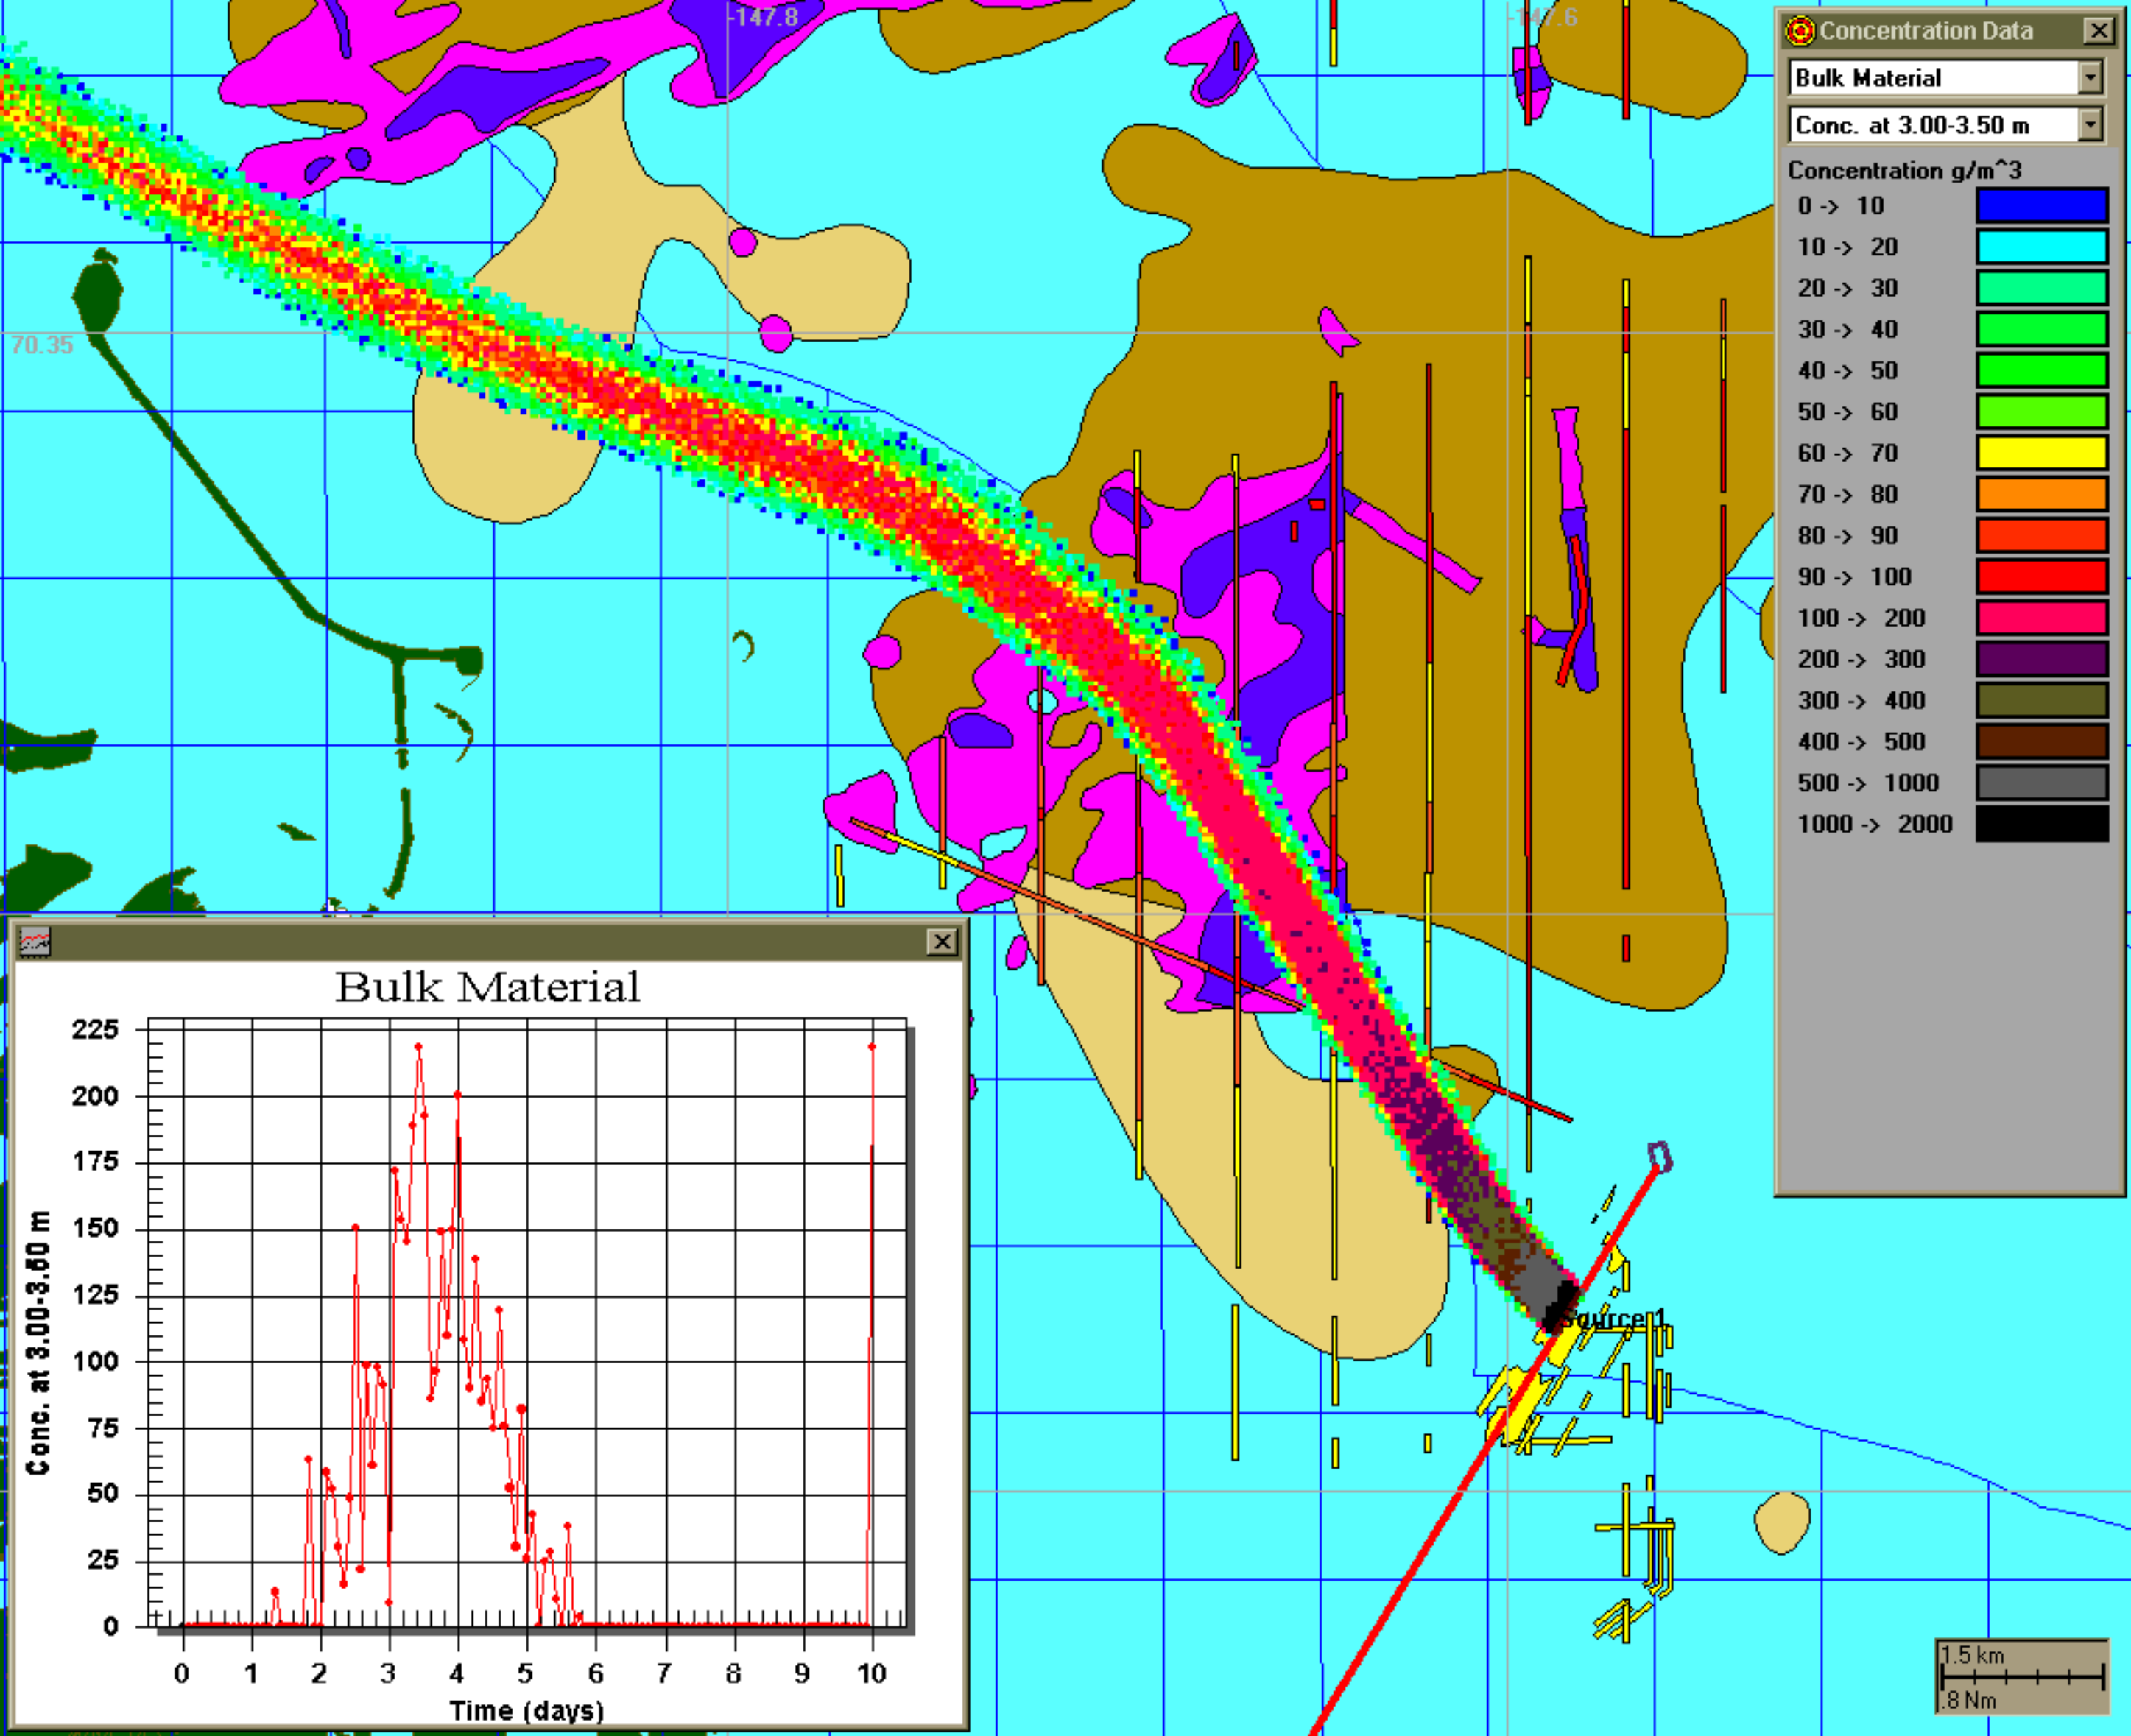 -147.8
-147.6
70.35
Concentration Data
Bulk Material
Conc. at 3.00-3.50 m
Concentration g/m^3
0 -> 10
10 -> 20
20 -> 30
30 -> 40
40 -> 50
50 -> 60
60 -> 70
70 -> 80
80 -> 90
90 -> 100
100 -> 200
200 -> 300
300 -> 400
400 -> 500
500 -> 1000
1000 -> 2000
Source 1
Bulk Material
225
200
175
150
125
100
75
50
25
0
Conc. at 3.00-3.50 m
0 1 2 3 4 5 6 7 8 9 10
Time (days)
1.5 km
.8 Nm